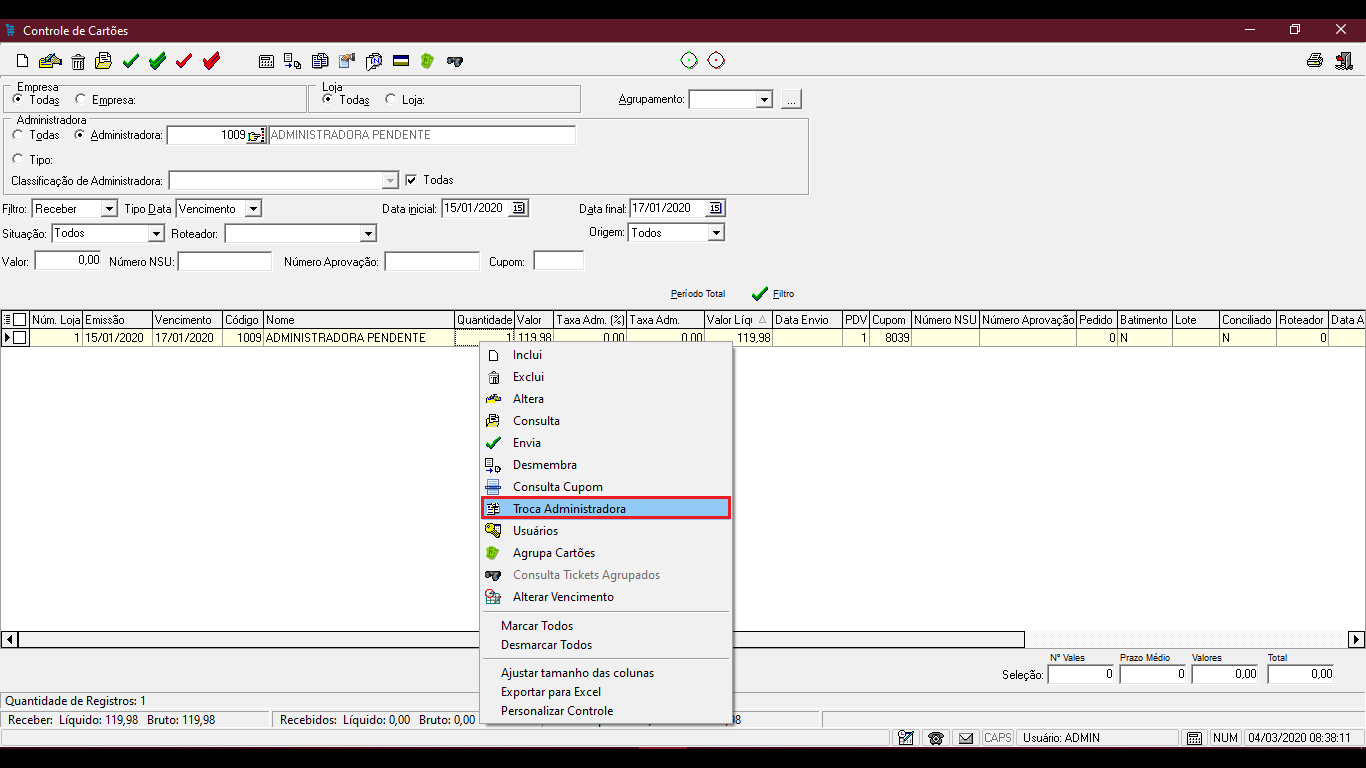 Controle de Cartões
Empresa
Todas Empresa:
Loja
Todas Loja:
Agrupamento: ...
Administradora
Todas Administradora: 1009 ADMINISTRADORA PENDENTE
Tipo:
Classificação de Administradora: Todas
Filtro: Receber Tipo Data Vencimento Data inicial: 15/01/2020 15 Data final: 17/01/2020 15
Situação: Todos Roteador: Origem: Todos
Valor: 0,00 Número NSU: Número Aprovação: Cupom:
Período Total Filtro
Núm. Loja Emissão Vencimento Código Nome Quantidade Valor Taxa Adm. (%) Taxa Adm. Valor Líqu Data Envio PDV Cupom Número NSU Número Aprovação Pedido Batimento Lote Conciliado Roteador Data A
1 15/01/2020 17/01/2020 1009 ADMINISTRADORA PENDENTE 1 119,98 0,00 0,00 119,98 1 8039 0 N N 0
Inclui
Exclui
Altera
Consulta
Envia
Desmembra
Consulta Cupom
Troca Administradora
Usuários
Agrupa Cartões
Consulta Tickets Agrupados
Alterar Vencimento
Marcar Todos
Desmarcar Todos
Ajustar tamanho das colunas
Exportar para Excel
Personalizar Controle
Nº Vales Prazo Médio Valores Total
Seleção: 0 0 0,00 0,00
Quantidade de Registros: 1
Receber: Líquido: 119,98 Bruto: 119,98 Recebidos: Líquido: 0,00 Bruto: 0,00
CAPS Usuário: ADMIN NUM 04/03/2020 08:38:11